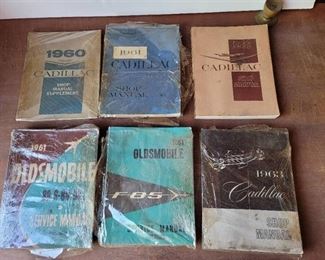 1960
CADILLAC
SHOP
MANUAL SUPPLEMENT
1961
CADILLAC
SHOP
MANUAL
CADILLAC
SHOP
MANUAL
1961
OLDSMOBILE
SERVICE MANUAL
1961
OLDSMOBILE
F85
MANUAL
1963
Cadillac
SHOP
MANUAL